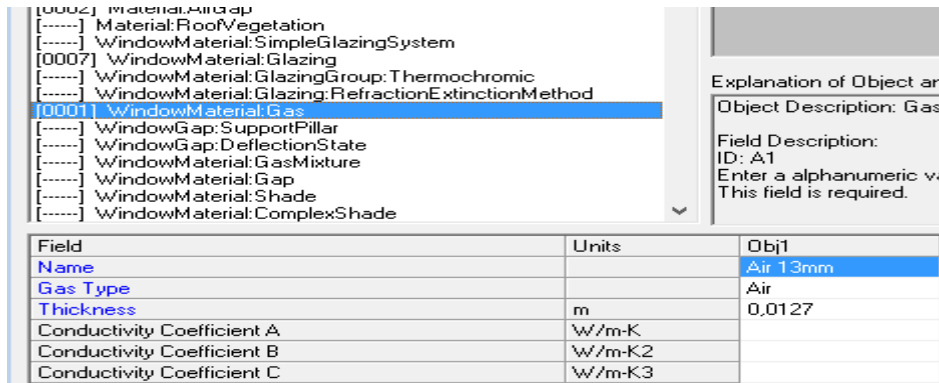 [0002] Material:AirGap
[------] Material:RoofVegetation
[------] WindowMaterial:SimpleGlazingSystem
[0007] WindowMaterial:Glazing
[------] WindowMaterial:GlazingGroup:Thermochromic
[------] WindowMaterial:Glazing:RefractionExtinctionMethod
[0001] WindowMaterial:Gas
[------] WindowGap:SupportPillar
[------] WindowGap:DeflectionState
[------] WindowMaterial:GasMixture
[------] WindowMaterial:Gap
[------] WindowMaterial:Shade
[------] WindowMaterial:ComplexShade
Explanation of Object an
Object Description: Gas
Field Description:
ID: A1
Enter a alphanumeric va
This field is required.
Field Units Obj1
Name Air 13mm
Gas Type Air
Thickness m 0,0127
Conductivity Coefficient A W/m-K
Conductivity Coefficient B W/m-K2
Conductivity Coefficient C W/m-K3